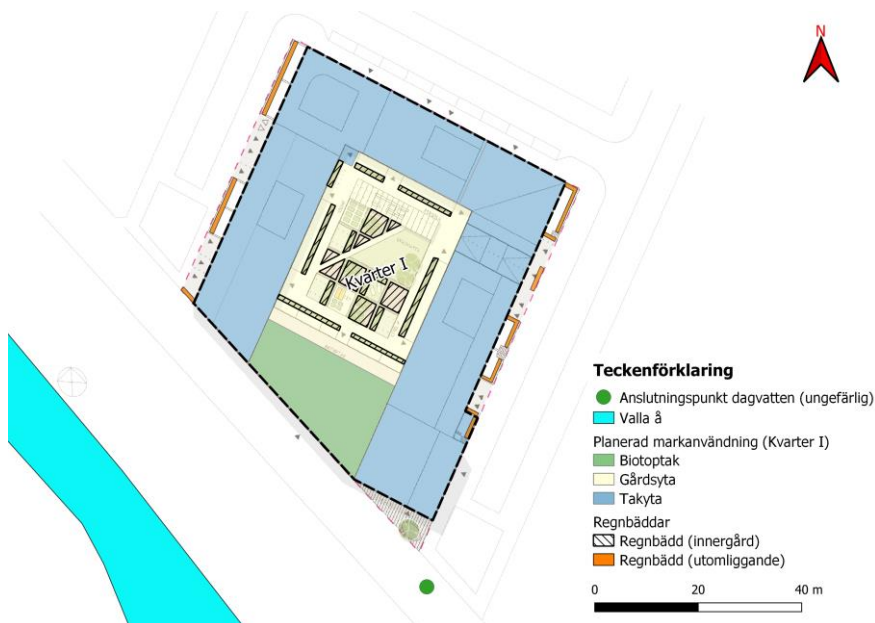 N
Kvarter I
Teckenförklaring
Anslutningspunkt dagvatten (ungefärlig)
Valla å
Planerad markanvändning (Kvarter I)
Biotoptak
Gårdsyta
Takyta
Regnbäddar
Regnbädd (innergård)
Regnbädd (utomliggande)
0 20 40 m